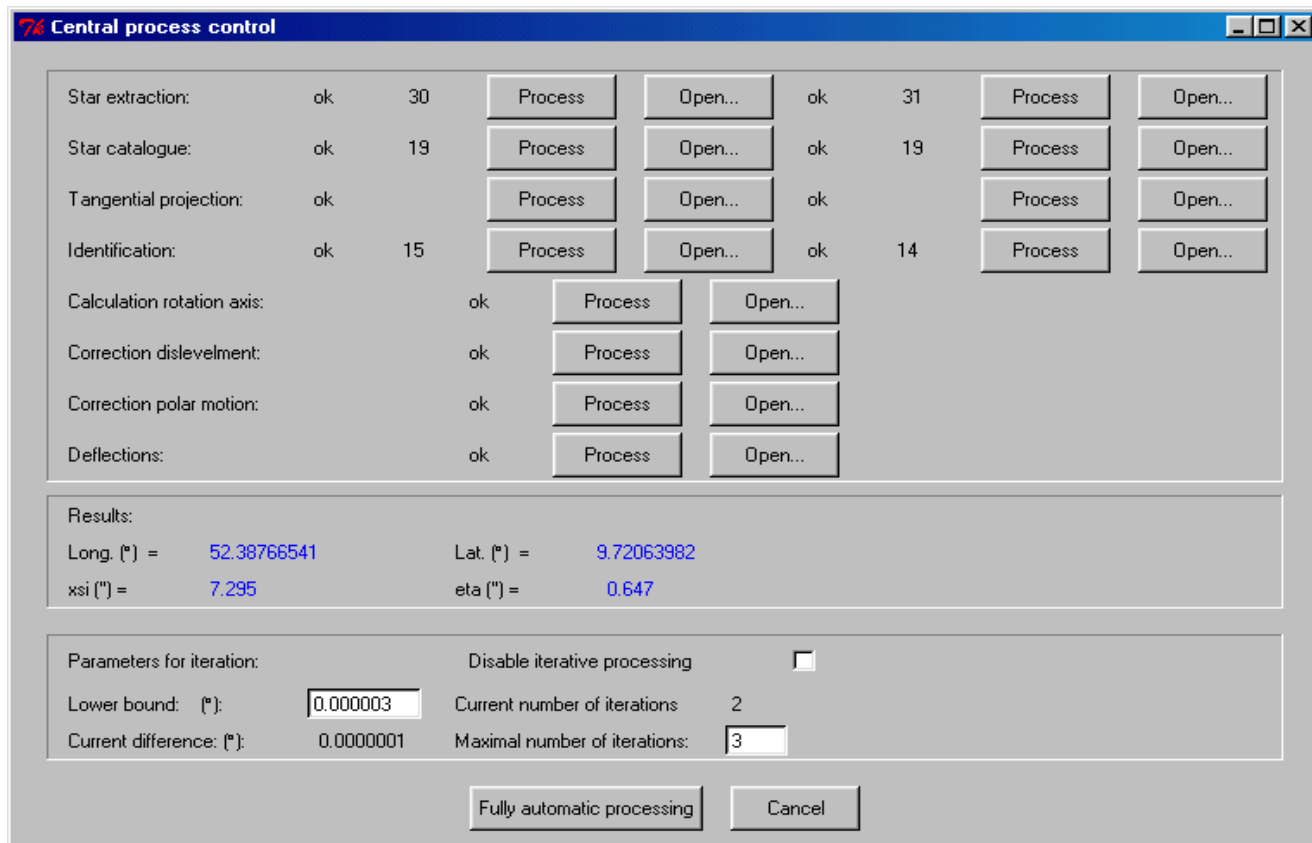 Central process control
Star extraction: ok 30 Process Open... ok 31 Process Open...
Star catalogue: ok 19 Process Open... ok 19 Process Open...
Tangential projection: ok Process Open... ok Process Open...
Identification: ok 15 Process Open... ok 14 Process Open...
Calculation rotation axis: ok Process Open...
Correction dislevelment: ok Process Open...
Correction polar motion: ok Process Open...
Deflections: ok Process Open...
Results:
Long. (°) = 52.38766541 Lat. (°) = 9.72063982
xsi (") = 7.295 eta (") = 0.647
Parameters for iteration: Disable iterative processing
Lower bound: (°): 0.000003 Current number of iterations 2
Current difference: (°): 0.0000001 Maximal number of iterations: 3
Fully automatic processing Cancel